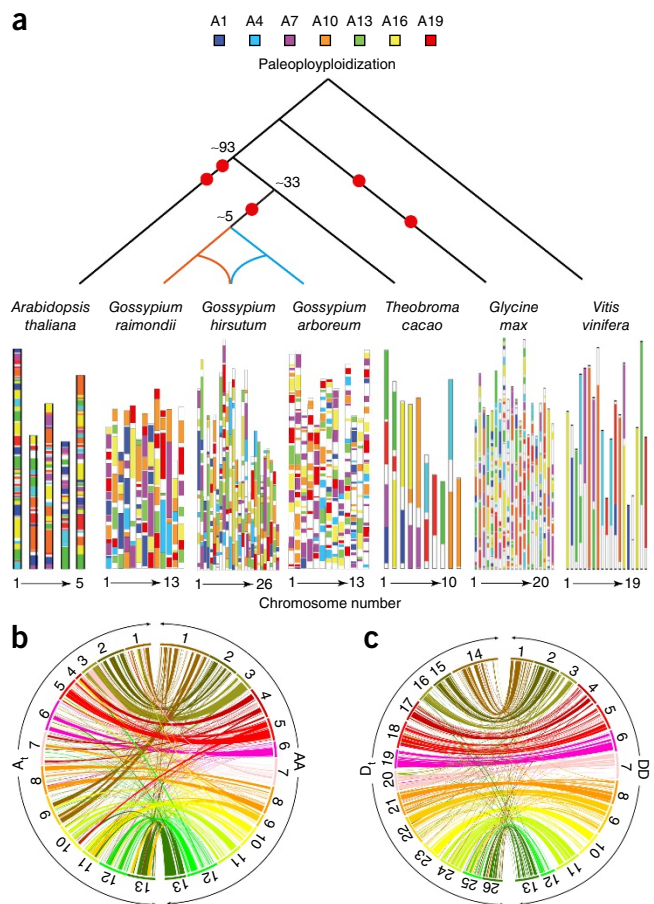 a
A1 A4 A7 A10 A13 A16 A19
Paleoployploidization
~93
~33
~5
Arabidopsis thaliana
Gossypium raimondii
Gossypium hirsutum
Gossypium arboreum
Theobroma cacao
Glycine max
Vitis vinifera
1 5 1 13 1 26 1 13 1 10 1 20 1 19
Chromosome number
b
1 2 3 4 5 6 7 8 9 10 11 12 13
At
1 2 3 4 5 6 7 8 9 10 11 12 13
AA
c
14 15 16 17 18 19 20 21 22 23 24 25 26
Dt
1 2 3 4 5 6 7 8 9 10 11 12 13
DD